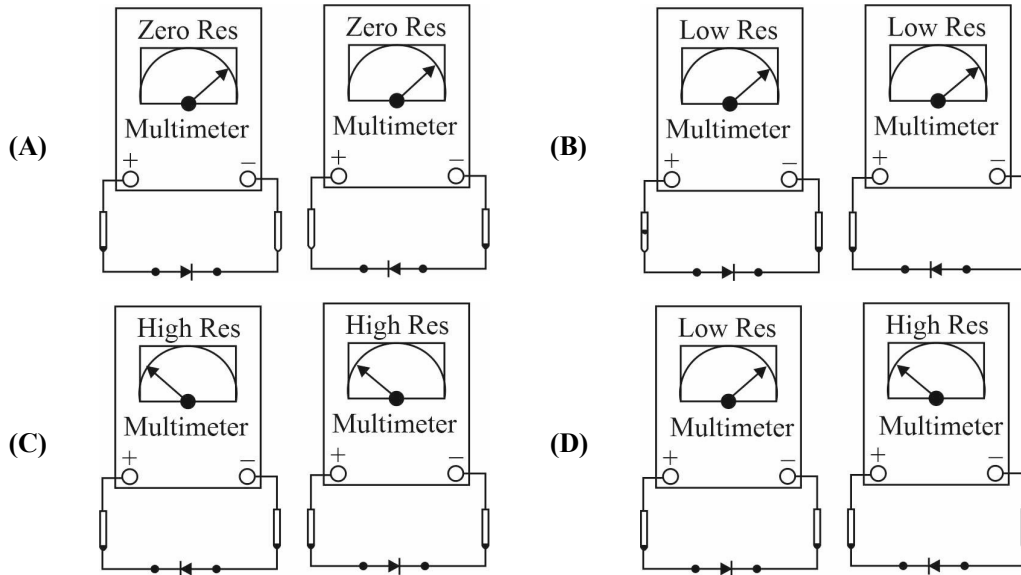 Zero Res Zero Res
Multimeter Multimeter
+ − + −
(A)
Low Res Low Res
Multimeter Multimeter
+ − + −
(B)
High Res High Res
Multimeter Multimeter
+ − + −
(C)
Low Res High Res
Multimeter Multimeter
+ − + −
(D)